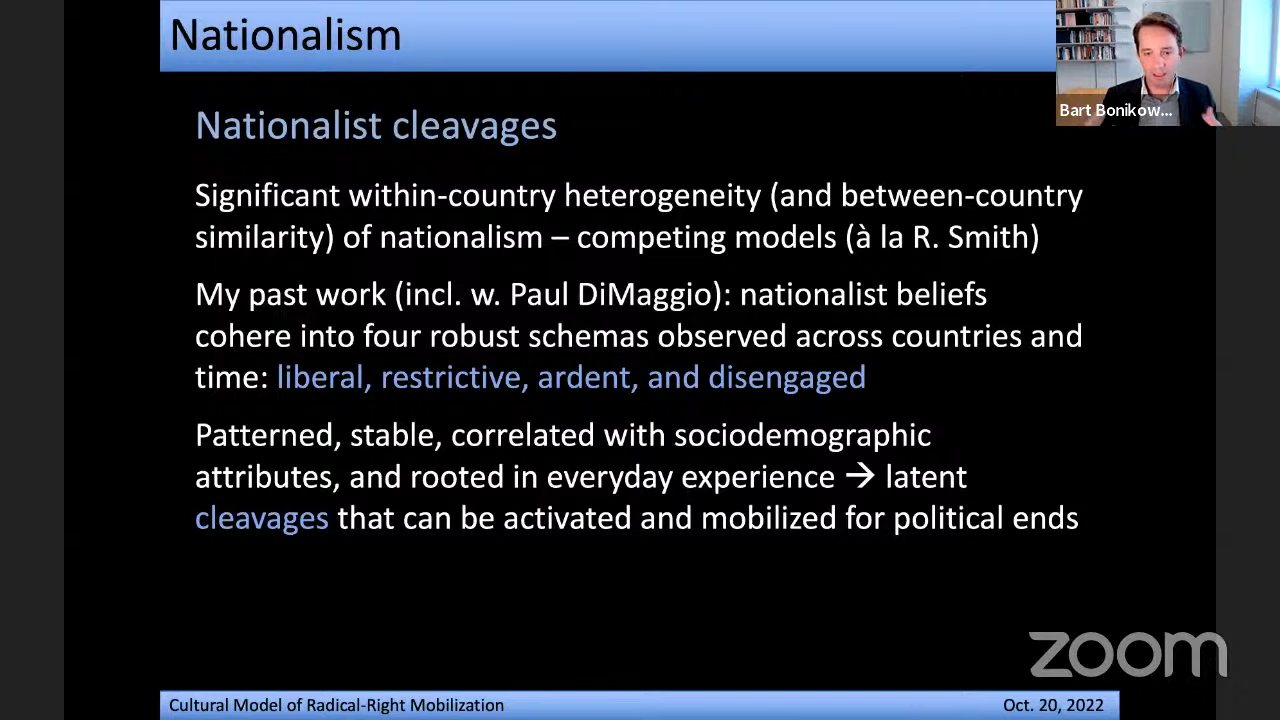 Nationalism
Bart Bonikow...
Nationalist cleavages
Significant within-country heterogeneity (and between-country
similarity) of nationalism – competing models (à la R. Smith)
My past work (incl. w. Paul DiMaggio): nationalist beliefs
cohere into four robust schemas observed across countries and
time: liberal, restrictive, ardent, and disengaged
Patterned, stable, correlated with sociodemographic
attributes, and rooted in everyday experience → latent
cleavages that can be activated and mobilized for political ends
zoom
Cultural Model of Radical-Right Mobilization
Oct. 20, 2022